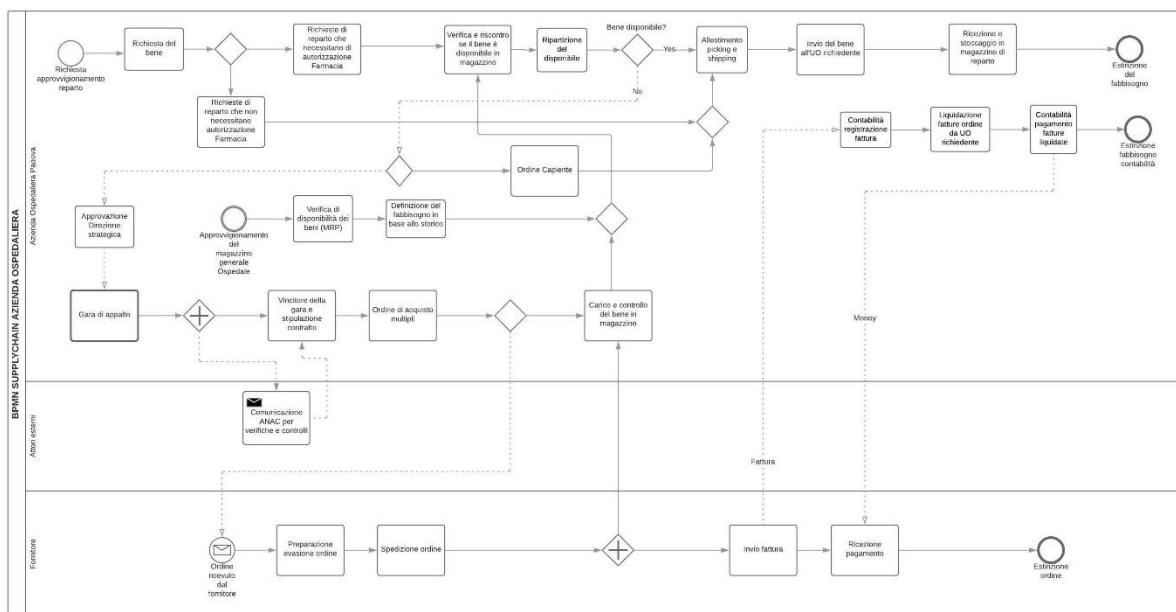 BPMN SUPPLYCHAIN AZIENDA OSPEDALIERA
Azienda Ospedaliera Padova
Richiesta
approvvigionamento
reparto
Richiesta del
bene
Richieste di
reparto che
necessitano di
autorizzazione
Farmacia
Richieste di
reparto che non
necessitano
autorizzazione
Farmacia
Verifica e riscontro
se il bene è
disponibile in
magazzino
Ripartizione
del
disponibile
Bene disponibile?
Yes
No
Allestimento
picking e
shipping
Invio del bene
all'UO richiedente
Ricezione e
stoccaggio in
magazzino di
reparto
Estinzione
del
fabbisogno
Contabilità
registrazione
fattura
Liquidazione
fatture ordine
da UO
richiedente
Contabilità
pagamento
fatture
liquidate
Estinzione
fabbisogno
contabilità
Ordine Capiente
Approvazione
Direzione
strategica
Approvvigionamento
del
magazzino
generale
Ospedale
Verifica di
disponibilità dei
beni (MRP)
Definizione del
fabbisogno in
base allo storico
Gara di appalto
Vincitore della
gara e
stipulazione
contratto
Ordine di acquisto
multipli
Carico e controllo
del bene in
magazzino
Money
Attori esterni
Comunicazione
ANAC per
verifiche e controlli
Fattura
Fornitore
Ordine
ricevuto
dal
fornitore
Preparazione
evasione ordine
Spedizione ordine
Invio fattura
Ricezione
pagamento
Estinzione
ordine